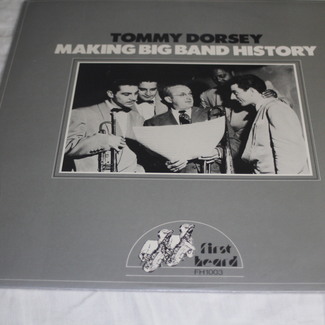 TOMMY DORSEY
MAKING BIG BAND HISTORY
first
heard
FH1003